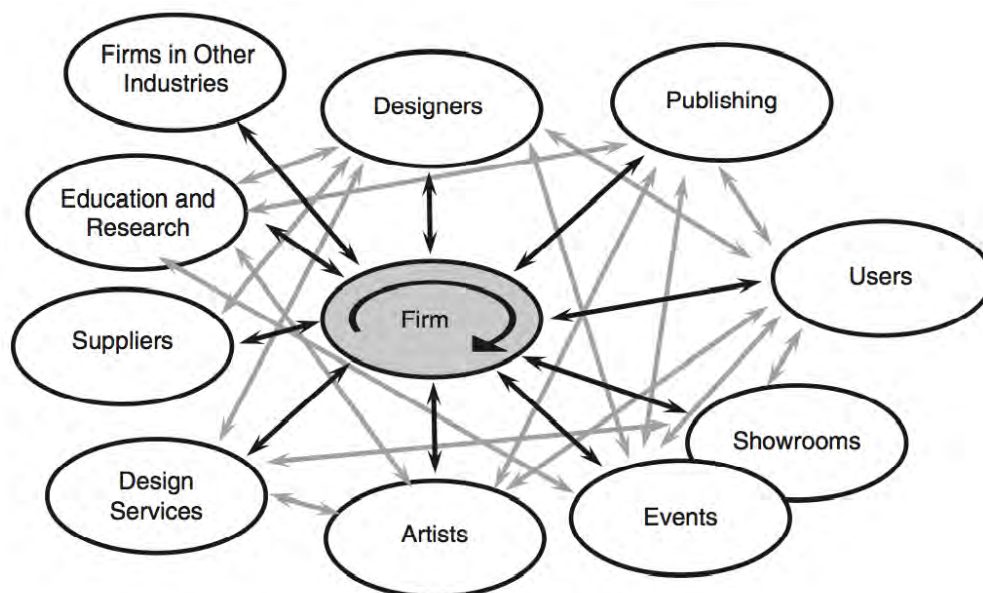 Firms in Other
Industries
Designers
Publishing
Education and
Research
Users
Firm
Suppliers
Showrooms
Design
Services
Events
Artists